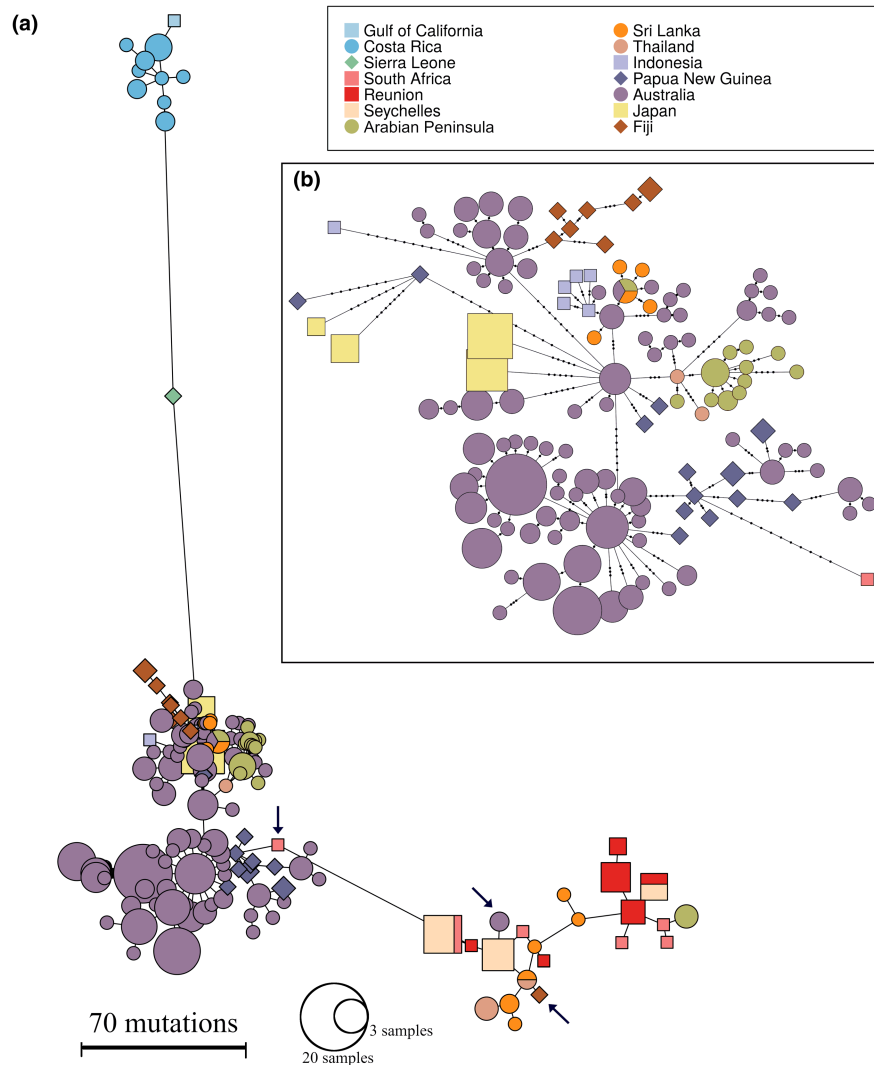 (a)
Gulf of California
Costa Rica
Sierra Leone
South Africa
Reunion
Seychelles
Arabian Peninsula
Sri Lanka
Thailand
Indonesia
Papua New Guinea
Australia
Japan
Fiji
(b)
70 mutations
3 samples
20 samples